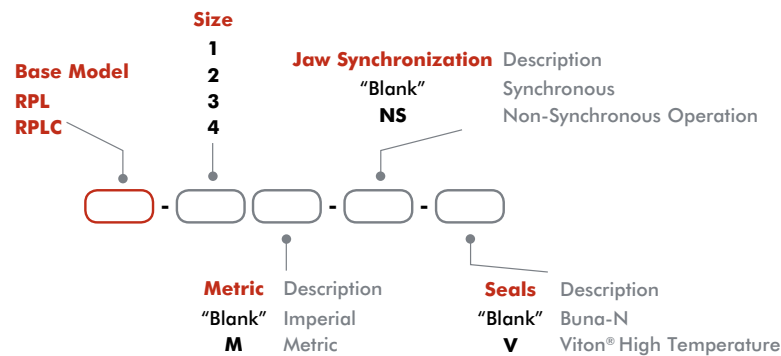 Size
1
2
3
4
Base Model
RPL
RPLC
Jaw Synchronization Description
“Blank” Synchronous
NS Non-Synchronous Operation
- - -
Metric Description
“Blank” Imperial
M Metric
Seals Description
“Blank” Buna-N
V Viton® High Temperature